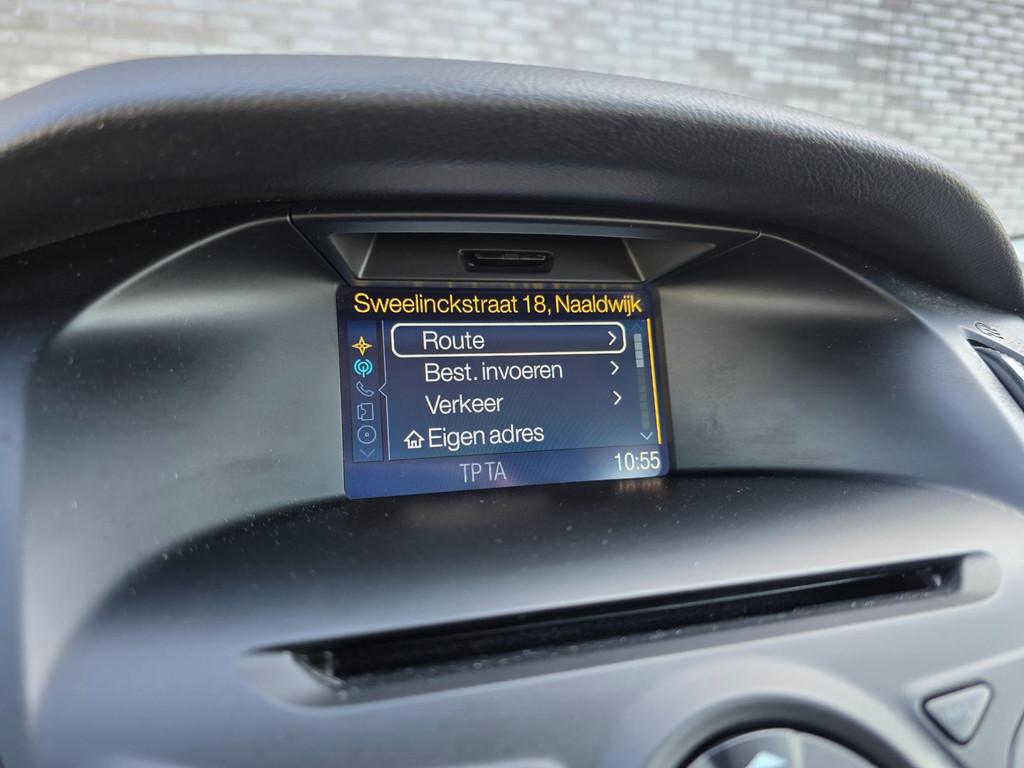 Sweelinckstraat 18, Naaldwijk
Route
Best. invoeren
Verkeer
Eigen adres
TP TA
10:55